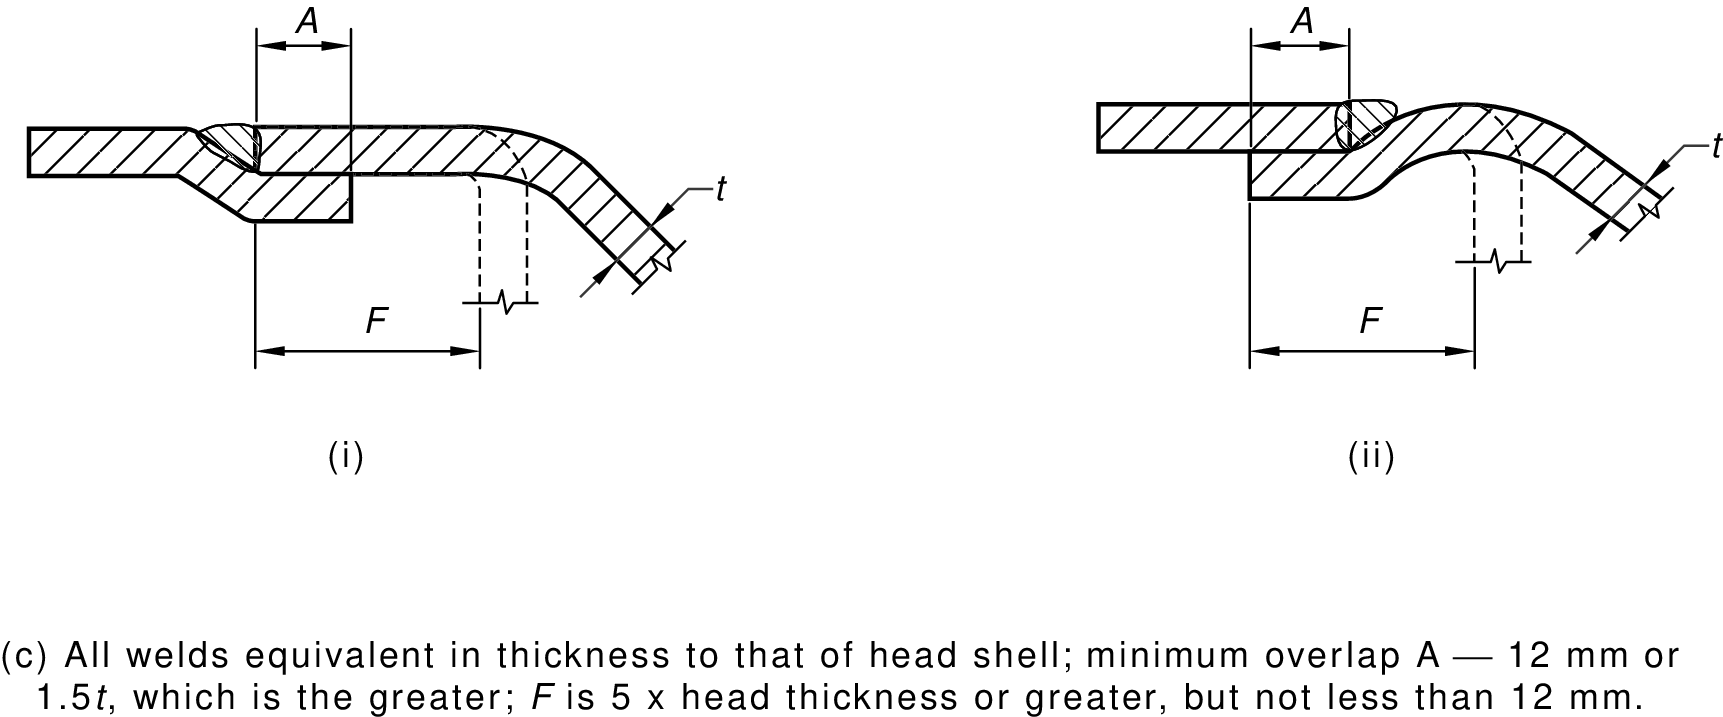 A A
t t
F F
(i) (ii)
(c) All welds equivalent in thickness to that of head shell; minimum overlap A — 12 mm or
1.5t, which is the greater; F is 5 x head thickness or greater, but not less than 12 mm.